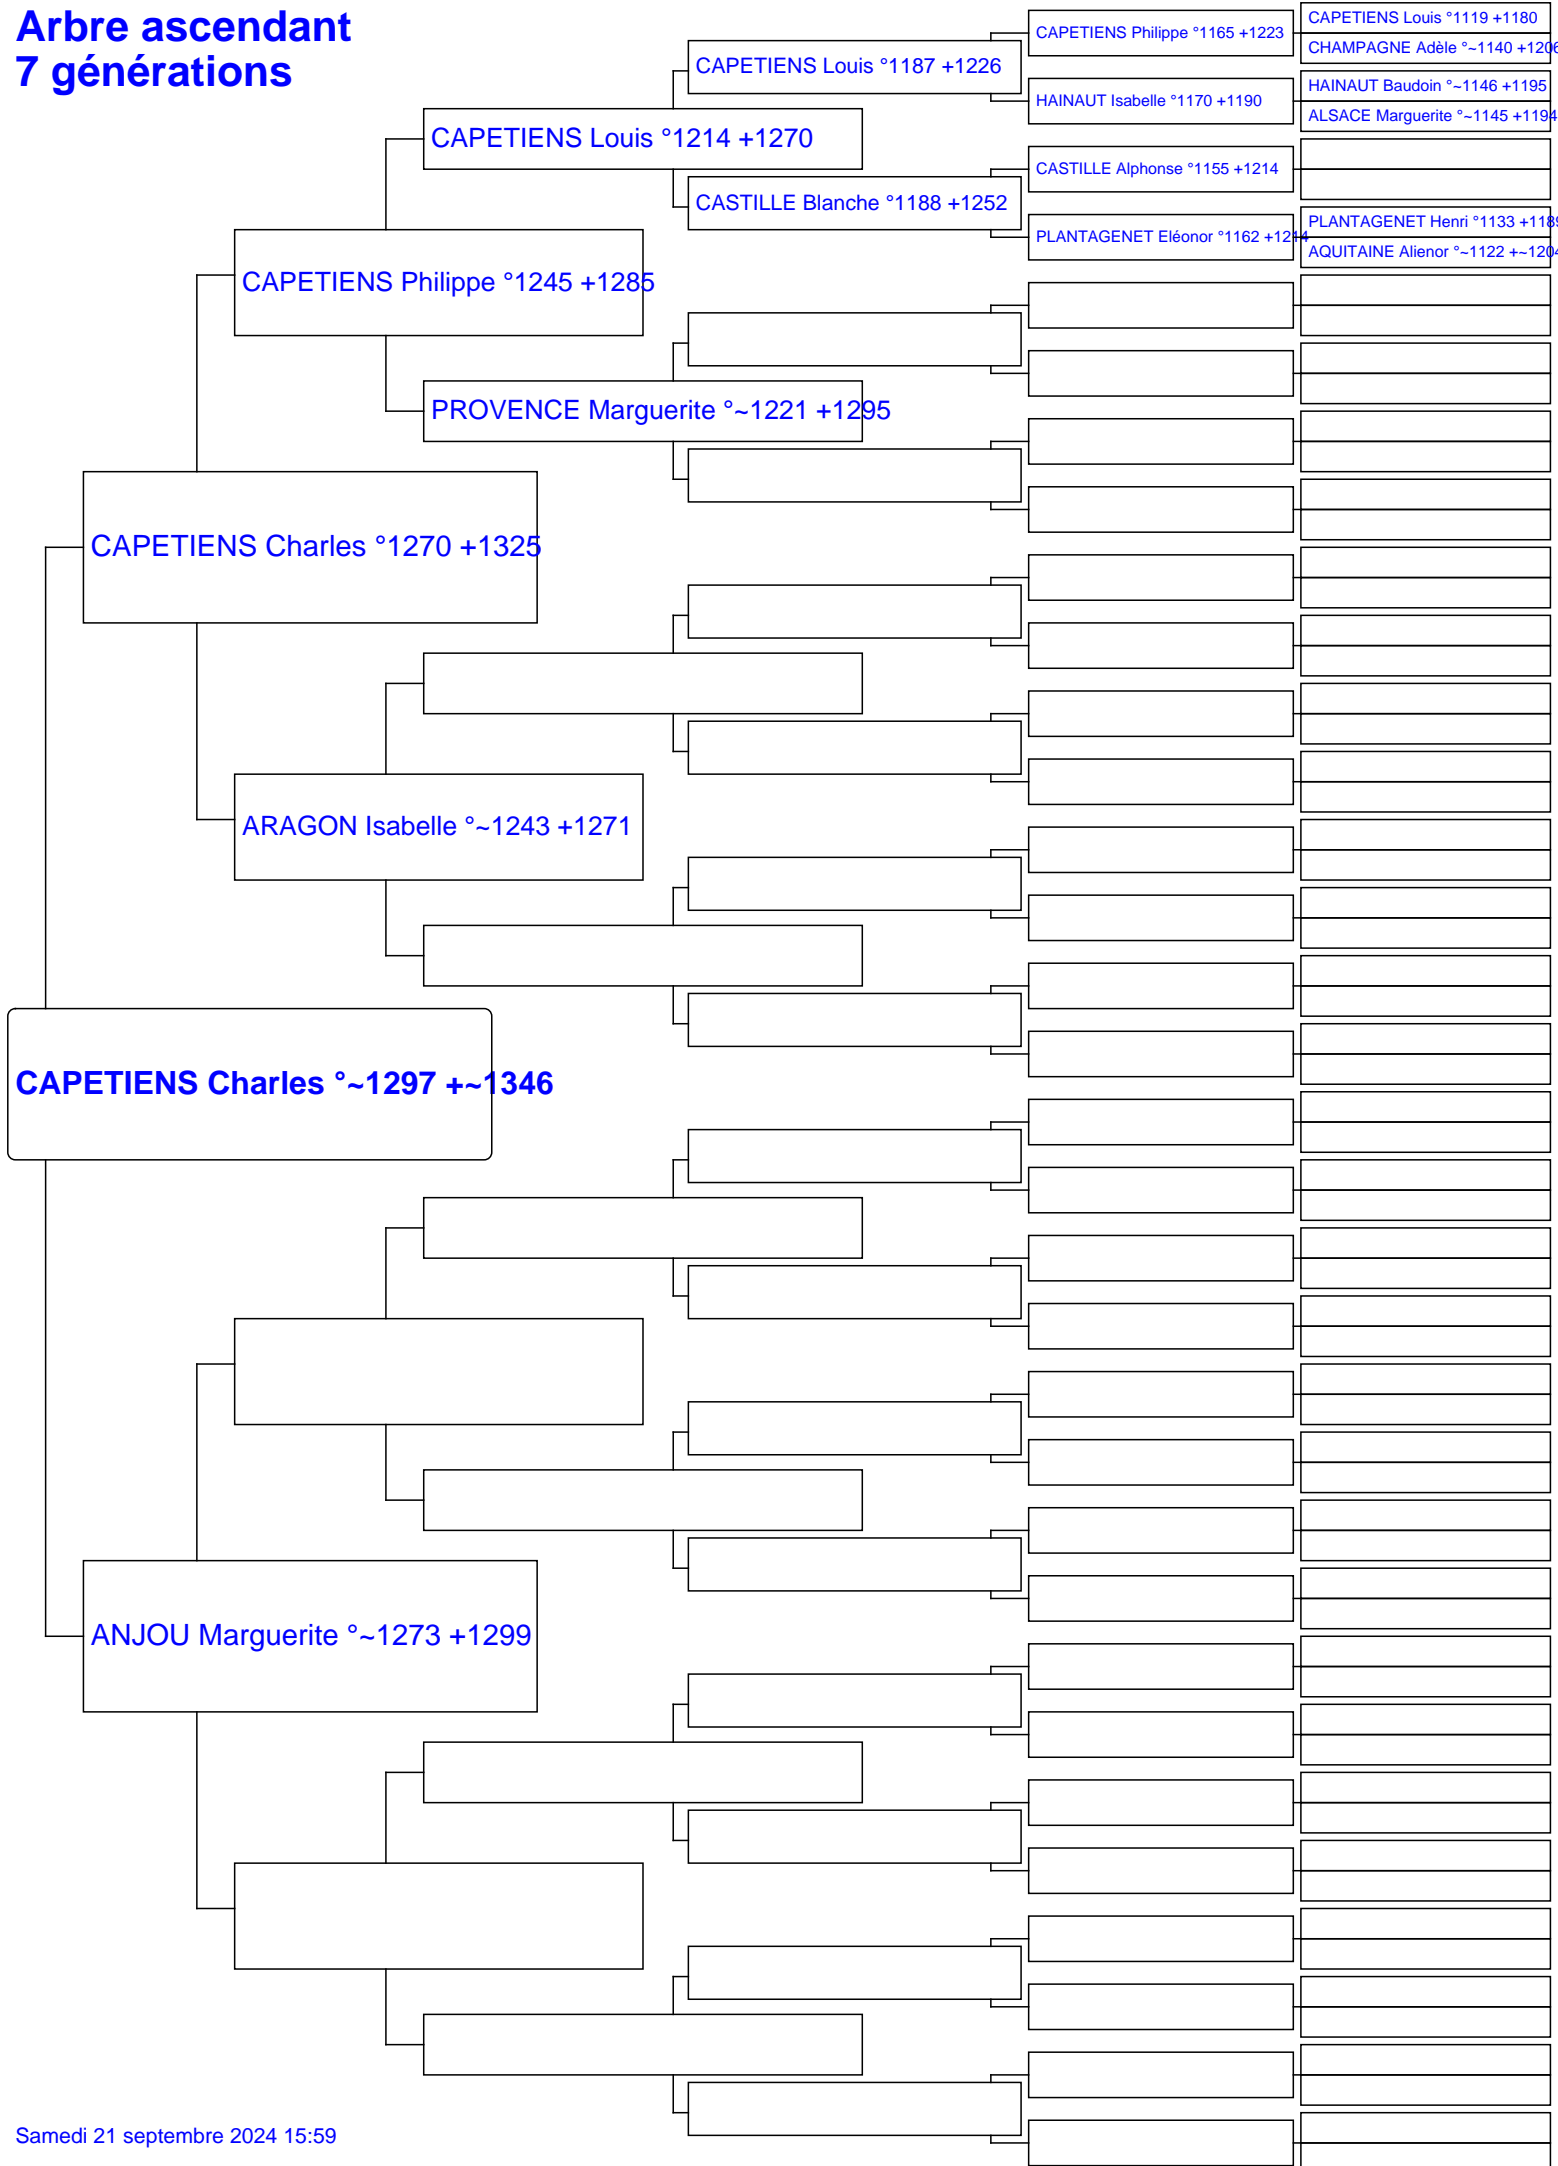 Arbre ascendant
7 générations
CAPETIENS Philippe °1165 +1223
CAPETIENS Louis °1119 +1180
CHAMPAGNE Adèle °~1140 +1206
CAPETIENS Louis °1187 +1226
HAINAUT Isabelle °1170 +1190
HAINAUT Baudoin °~1146 +1195
ALSACE Marguerite °~1145 +1194
CAPETIENS Louis °1214 +1270
CASTILLE Alphonse °1155 +1214
CASTILLE Blanche °1188 +1252
PLANTAGENET Eléonor °1162 +1214
PLANTAGENET Henri °1133 +1189
AQUITAINE Alienor °~1122 +~1204
CAPETIENS Philippe °1245 +1285
PROVENCE Marguerite °~1221 +1295
CAPETIENS Charles °1270 +1325
ARAGON Isabelle °~1243 +1271
CAPETIENS Charles °~1297 +~1346
ANJOU Marguerite °~1273 +1299
Samedi 21 septembre 2024 15:59